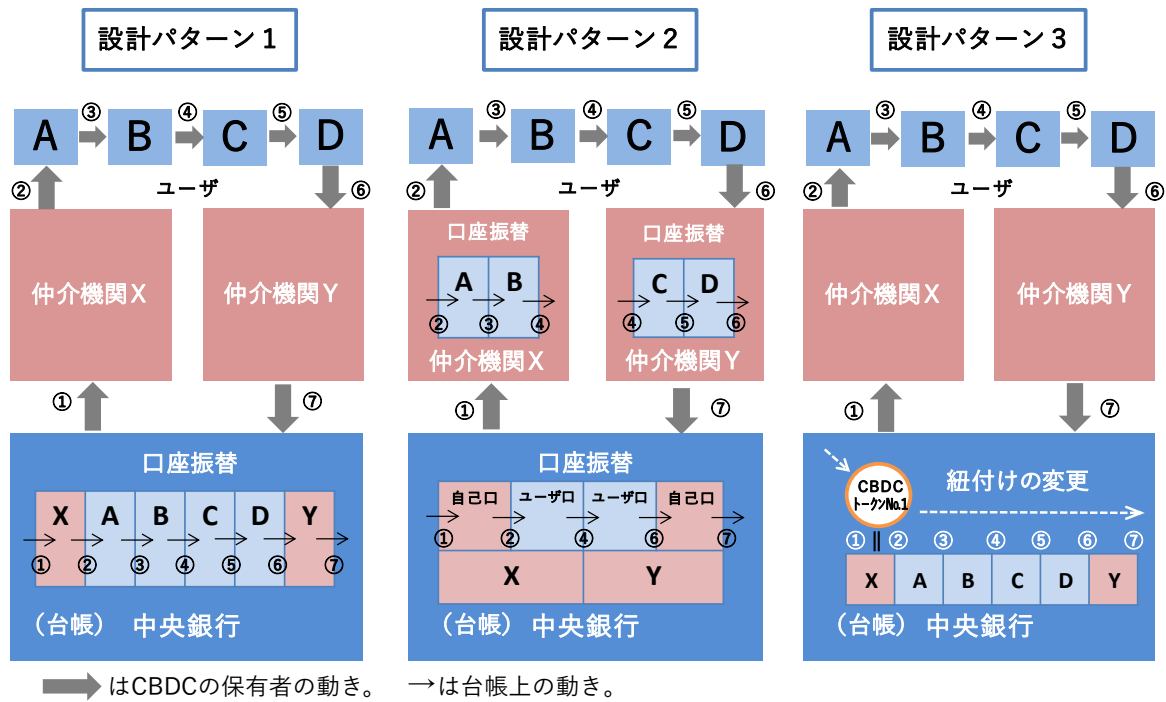 設計パターン１
③ ④ ⑤
A B C D
② ユーザ ⑥
仲介機関X 仲介機関Y
① ⑦
口座振替
X A B C D Y
① ② ③ ④ ⑤ ⑥ ⑦
（台帳） 中央銀行
設計パターン２
③ ④ ⑤
A B C D
② ユーザ ⑥
口座振替 口座振替
A B C D
② ③ ④ ④ ⑤ ⑥
仲介機関X 仲介機関Y
① ⑦
口座振替
自己口 ユーザ口 ユーザ口 自己口
① ② ④ ⑥ ⑦
X Y
（台帳） 中央銀行
設計パターン３
③ ④ ⑤
A B C D
② ユーザ ⑥
仲介機関X 仲介機関Y
① ⑦
CBDC
トークンNo.1
紐付けの変更
① || ② ③ ④ ⑤ ⑥ ⑦
X A B C D Y
（台帳） 中央銀行
はCBDCの保有者の動き。 →は台帳上の動き。